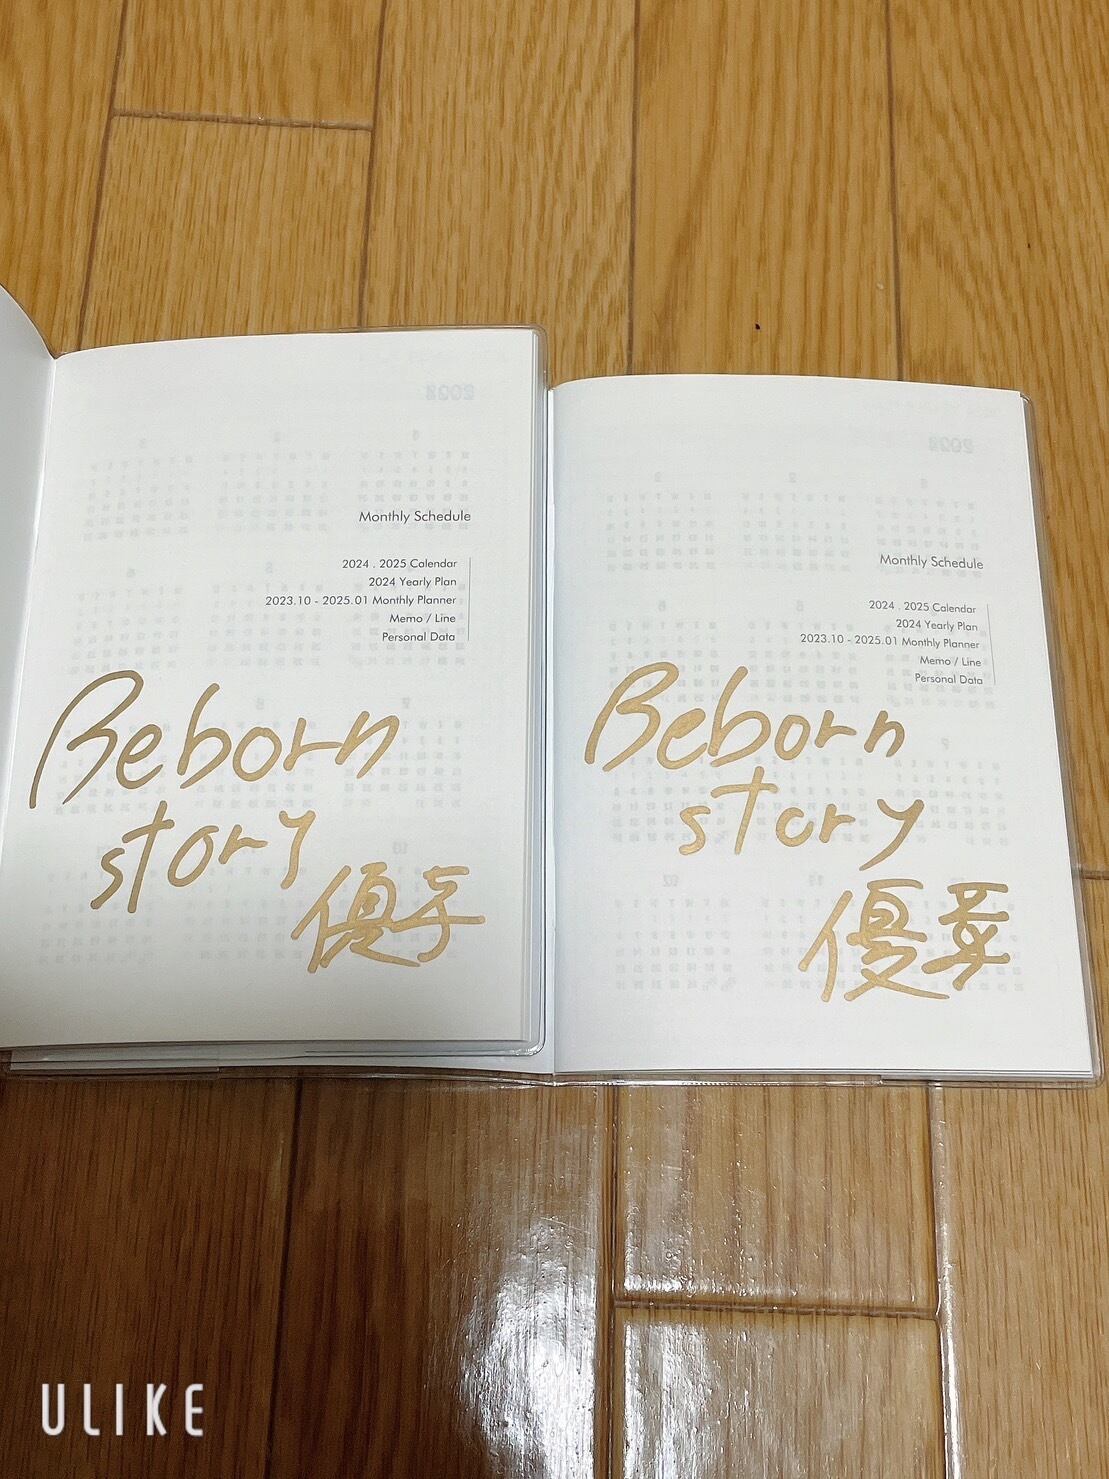 Monthly Schedule
2024 . 2025 Calendar
2024 Yearly Plan
2023.10 - 2025.01 Monthly Planner
Memo / Line
Personal Data
Reborn
story
優
Monthly Schedule
2024 . 2025 Calendar
2024 Yearly Plan
2023.10 - 2025.01 Monthly Planner
Memo / Line
Personal Data
Reborn
story
優
ULIKE